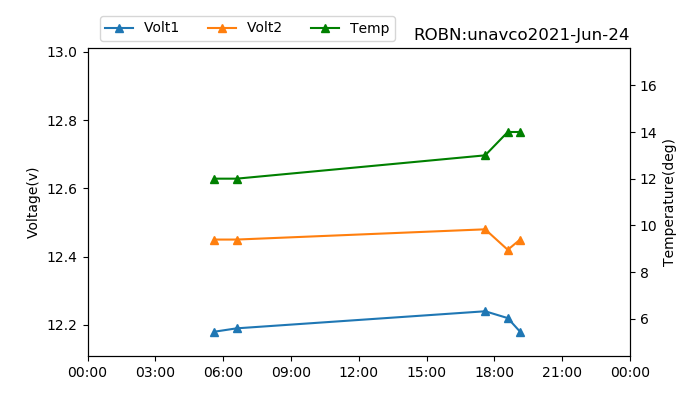 Volt1 Volt2 Temp
ROBN:unavco2021-Jun-24
13.0
12.8
12.6
12.4
12.2
Voltage(v)
16
14
12
10
8
6
Temperature(deg)
00:00 03:00 06:00 09:00 12:00 15:00 18:00 21:00 00:00